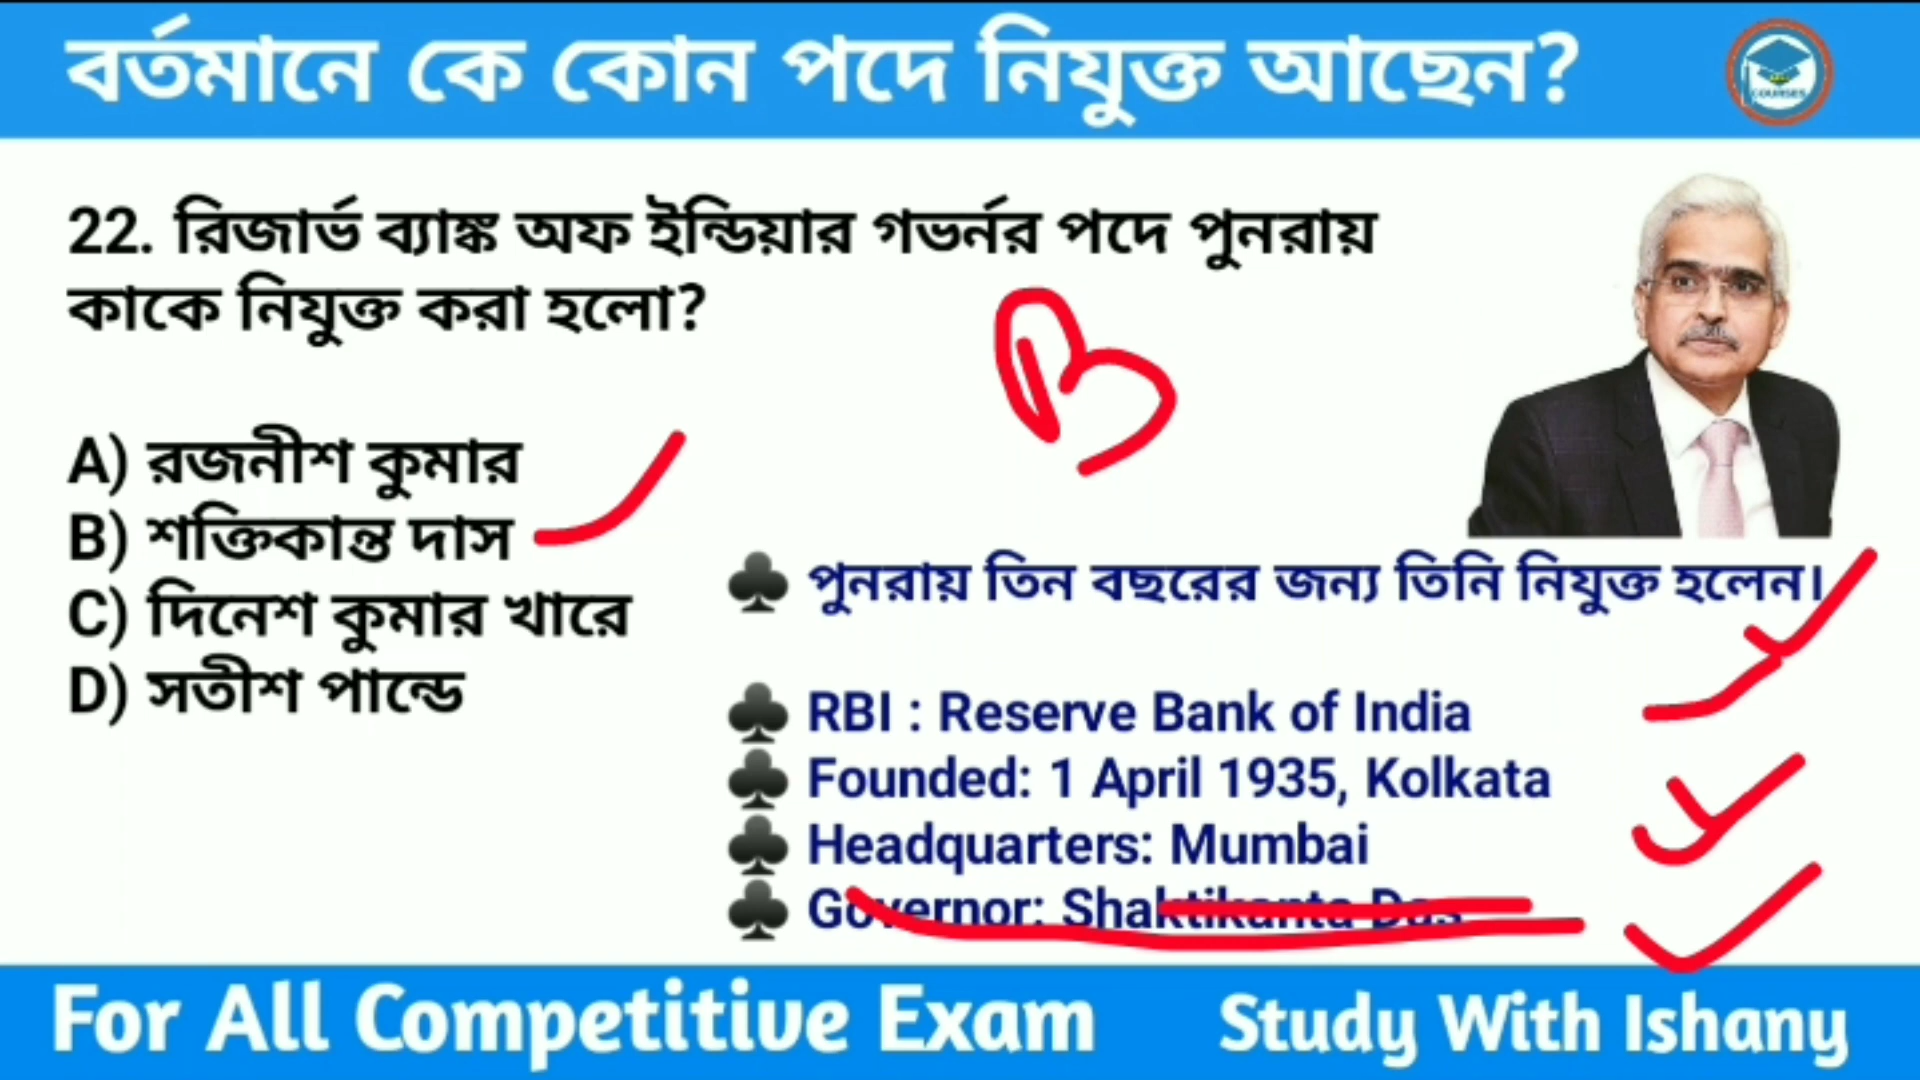 বর্তমানে কে কোন পদে নিযুক্ত আছেন?
COURSES
22. রিজার্ভ ব্যাঙ্ক অফ ইন্ডিয়ার গভর্নর পদে পুনরায়
কাকে নিযুক্ত করা হলো?
B
A) রজনীশ কুমার
B) শক্তিকান্ত দাস
C) দিনেশ কুমার খারে
D) সতীশ পান্ডে
পুনরায় তিন বছরের জন্য তিনি নিযুক্ত হলেন।
RBI : Reserve Bank of India
Founded: 1 April 1935, Kolkata
Headquarters: Mumbai
Governor: Shaktikanta Das
For All Competitive Exam
Study With Ishany